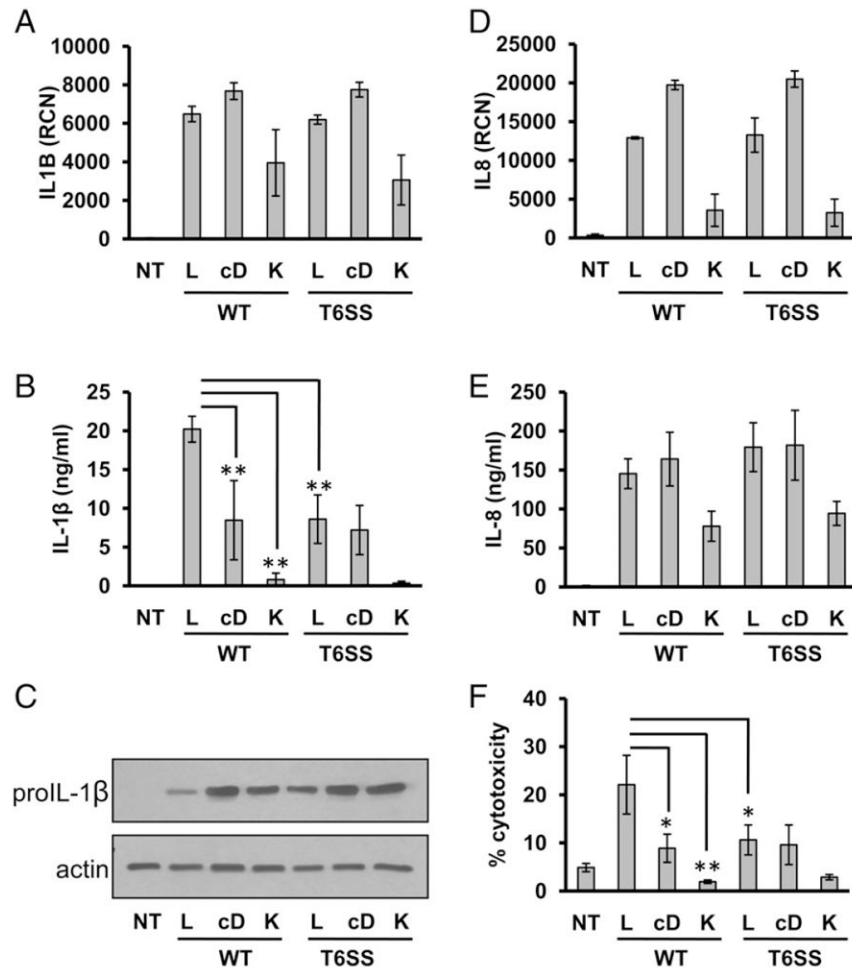 A
10000
8000
6000
4000
2000
0
IL1B (RCN)
NT L cD K L cD K
WT T6SS
D
25000
20000
15000
10000
5000
0
IL8 (RCN)
NT L cD K L cD K
WT T6SS
B
25
20
15
10
5
0
IL-1β (ng/ml)
** ** **
NT L cD K L cD K
WT T6SS
E
250
200
150
100
50
0
IL-8 (ng/ml)
NT L cD K L cD K
WT T6SS
C
proIL-1β
actin
NT L cD K L cD K
WT T6SS
F
40
30
20
10
0
% cytotoxicity
* ** *
NT L cD K L cD K
WT T6SS